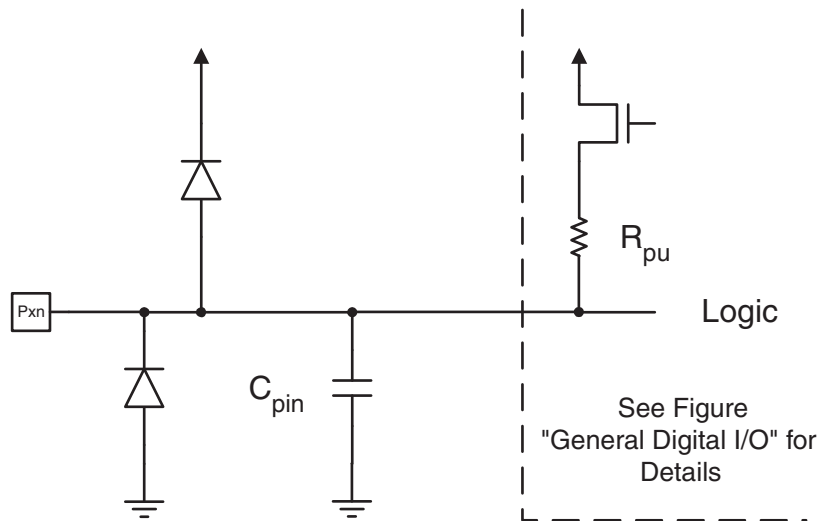 Pxn
C pin
R pu
Logic
See Figure
"General Digital I/O" for
Details